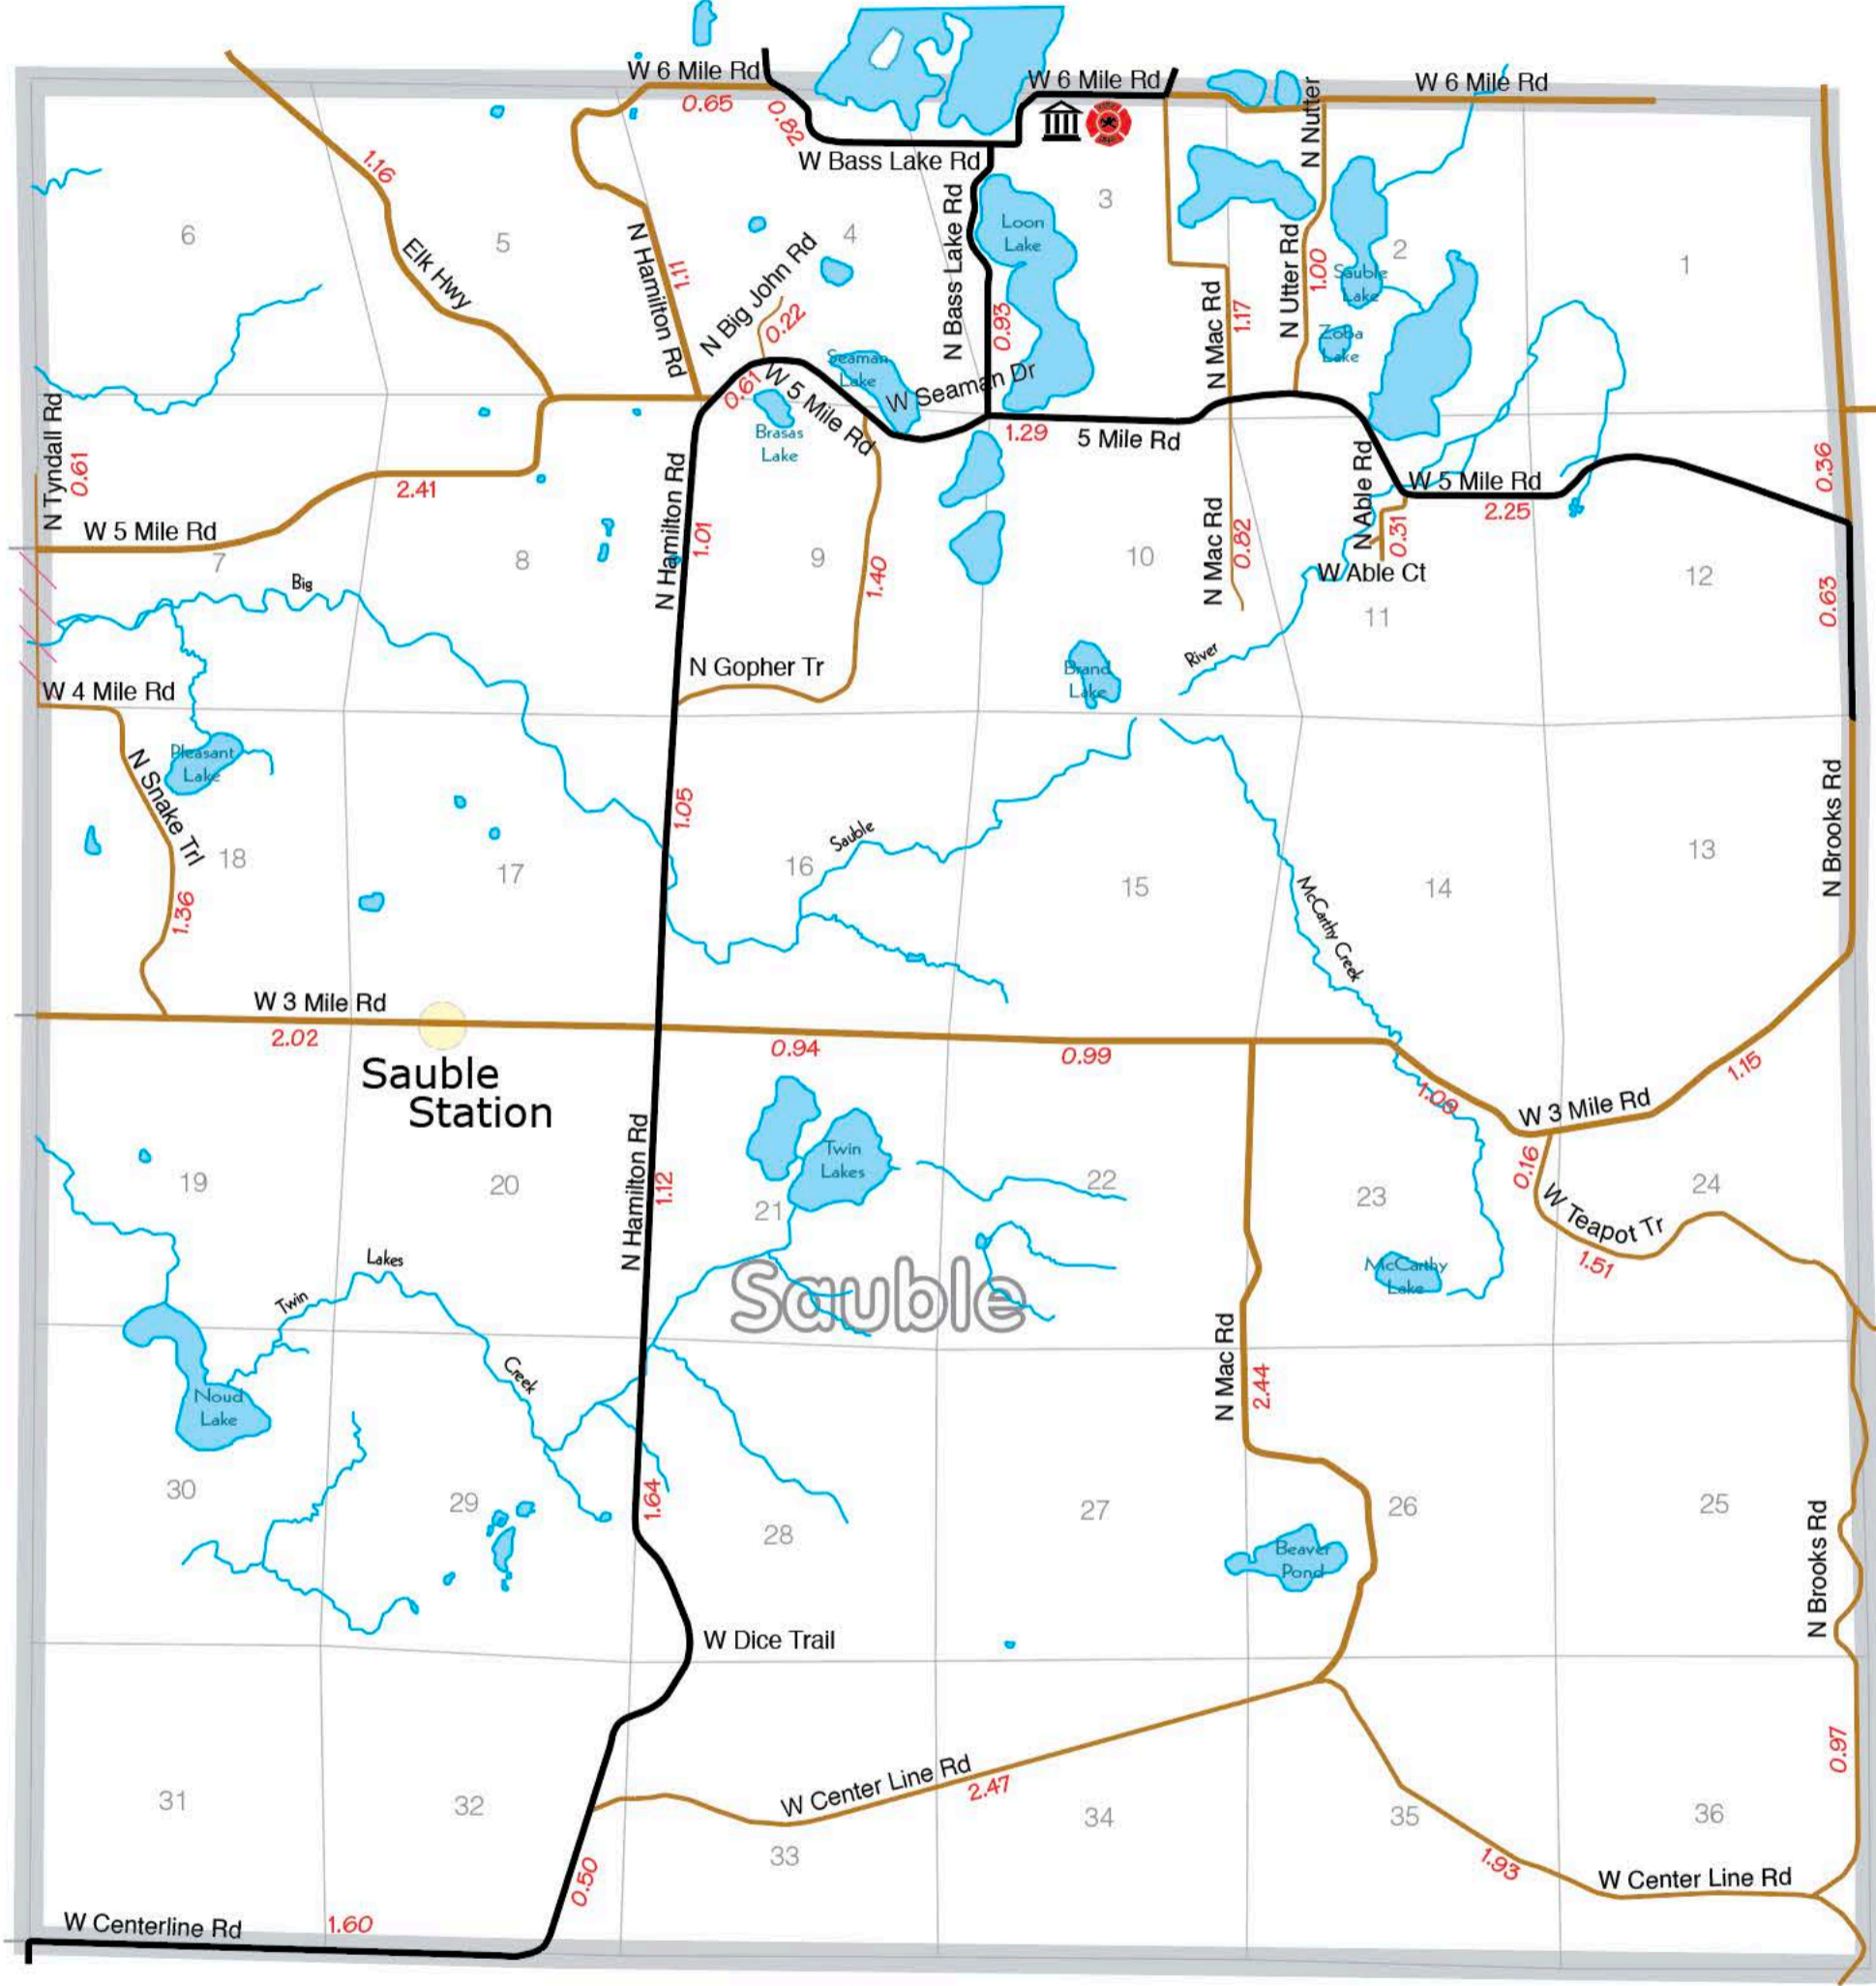 W 6 Mile Rd
W 6 Mile Rd
W 6 Mile Rd
0.65
0.82
N Nutter
1.16
W Bass Lake Rd
3
N Bass Lake Rd
Loon
Lake
6
5
4
2
1
Elk Hwy
N Hamilton Rd
1.11
N Big John Rd
0.22
N Utter Rd
1.00
Sauble
Lake
N Mac Rd
1.17
0.93
Zoba
Lake
Seaman
Lake
W Seaman Dr
0.61
W 5 Mile Rd
Brasas
Lake
1.29
5 Mile Rd
N Tyndall Rd
0.61
2.41
N Able Rd
W 5 Mile Rd
2.25
0.36
W 5 Mile Rd
7
8
N Hamilton Rd
1.01
9
1.40
10
N Mac Rd
0.82
0.31
W Able Ct
11
12
0.63
Big
River
N Gopher Tr
Brand
Lake
W 4 Mile Rd
Pleasant
Lake
N Snake Trl
18
1.36
17
1.05
16
Sauble
15
McCarthy Creek
14
13
N Brooks Rd
W 3 Mile Rd
2.02
0.94
0.99
Sauble
Station
1.09
W 3 Mile Rd
1.15
0.16
Twin
Lakes
19
20
N Hamilton Rd
1.12
21
22
23
24
W Teapot Tr
1.51
McCarthy
Lake
Lakes
Twin
Creek
Sauble
Noud
Lake
N Mac Rd
2.44
30
29
1.64
28
27
26
25
Beaver
Pond
N Brooks Rd
W Dice Trail
0.97
31
32
W Center Line Rd
2.47
33
34
35
36
1.93
W Center Line Rd
0.50
W Centerline Rd
1.60